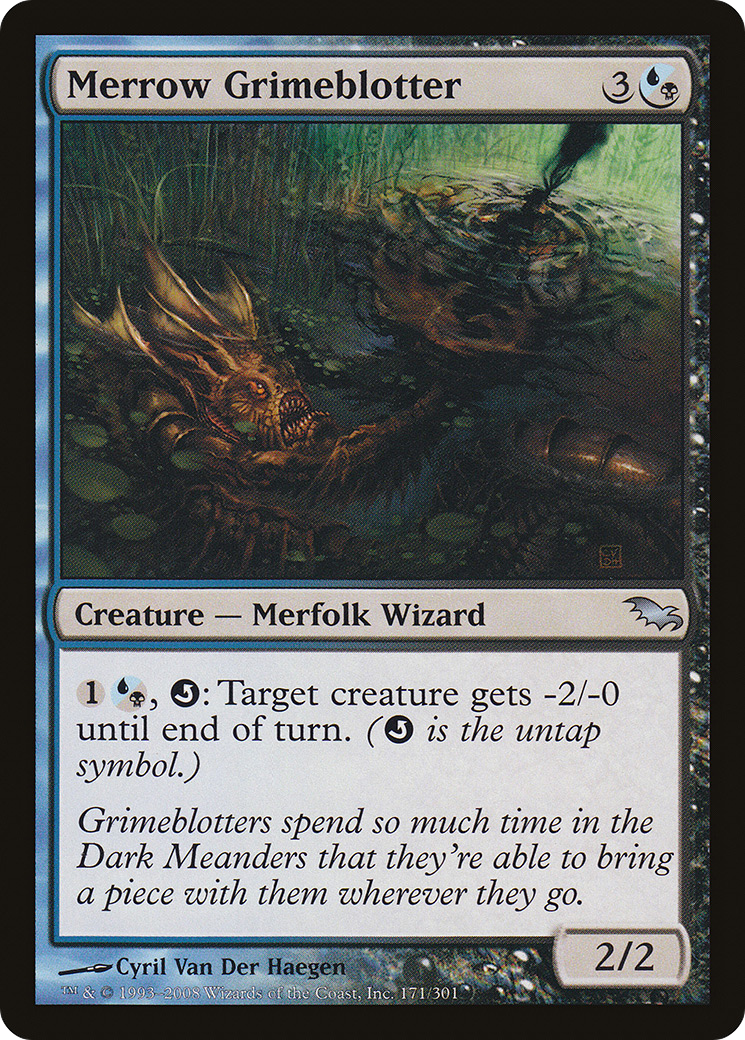 Merrow Grimeblotter 3
Creature — Merfolk Wizard
1, : Target creature gets -2/-0
until end of turn. ( is the untap
symbol.)
Grimeblotters spend so much time in the
Dark Meanders that they're able to bring
a piece with them wherever they go.
2/2
Cyril Van Der Haegen
™ & © 1993–2008 Wizards of the Coast, Inc. 171/301